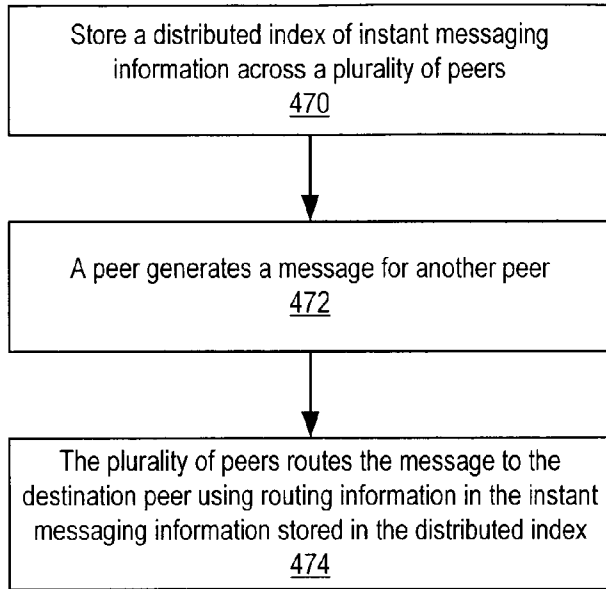 Store a distributed index of instant messaging
information across a plurality of peers
470
A peer generates a message for another peer
472
The plurality of peers routes the message to the
destination peer using routing information in the instant
messaging information stored in the distributed index
474